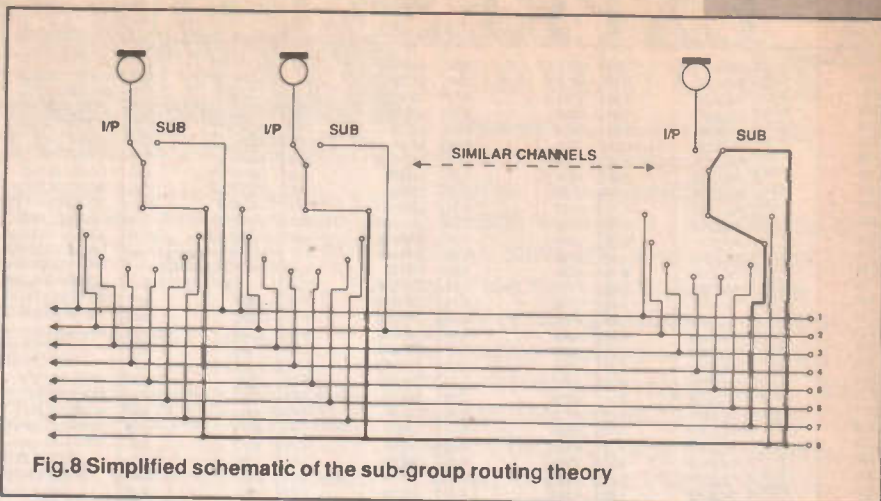 I/P SUB I/P SUB I/P SUB
SIMILAR CHANNELS
1
2
3
4
5
6
7
8
Fig.8 Simplified schematic of the sub-group routing theory